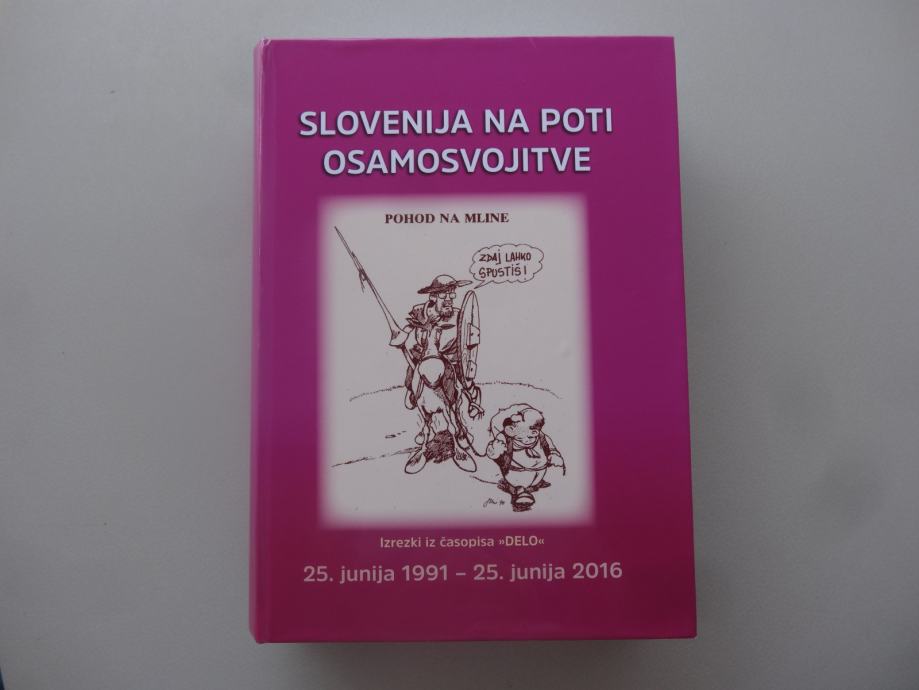 SLOVENIJA NA POTI
OSAMOSVOJITVE
POHOD NA MLINE
ZDAJ LAHKO
SPUSTIŠ!
Izrezki iz časopisa »DELO«
25. junija 1991 – 25. junija 2016